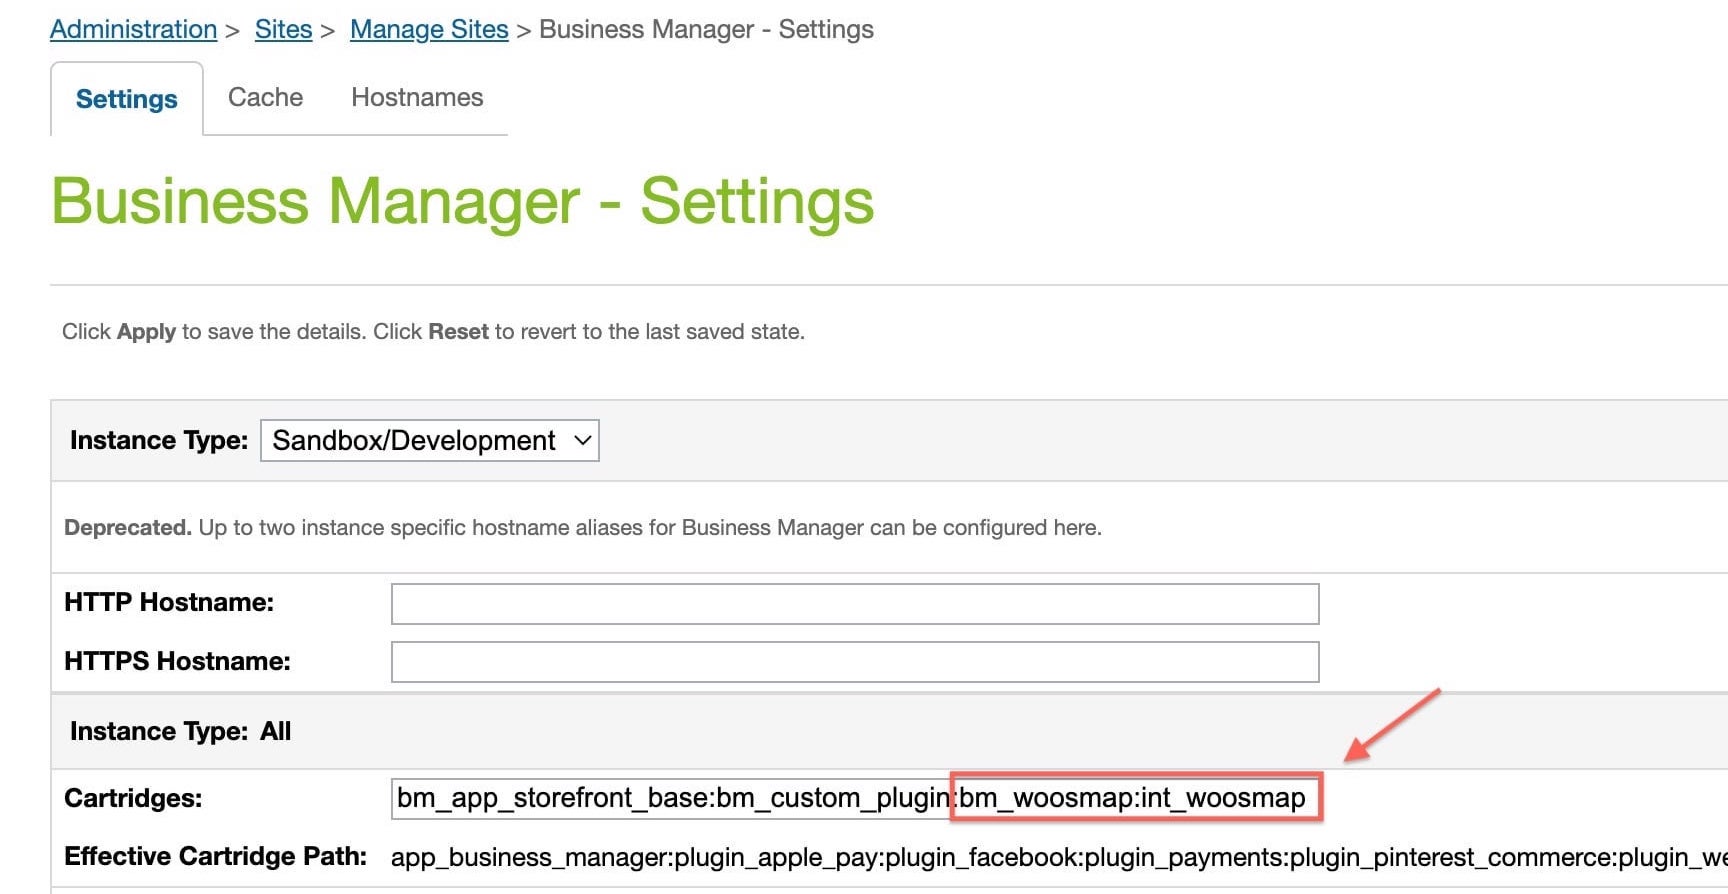 Administration > Sites > Manage Sites > Business Manager - Settings
Settings Cache Hostnames
Business Manager - Settings
Click Apply to save the details. Click Reset to revert to the last saved state.
Instance Type: Sandbox/Development
Deprecated. Up to two instance specific hostname aliases for Business Manager can be configured here.
HTTP Hostname:
HTTPS Hostname:
Instance Type: All
Cartridges: bm_app_storefront_base:bm_custom_plugin:bm_woosmap:int_woosmap
Effective Cartridge Path: app_business_manager:plugin_apple_pay:plugin_facebook:plugin_payments:plugin_pinterest_commerce:plugin_we